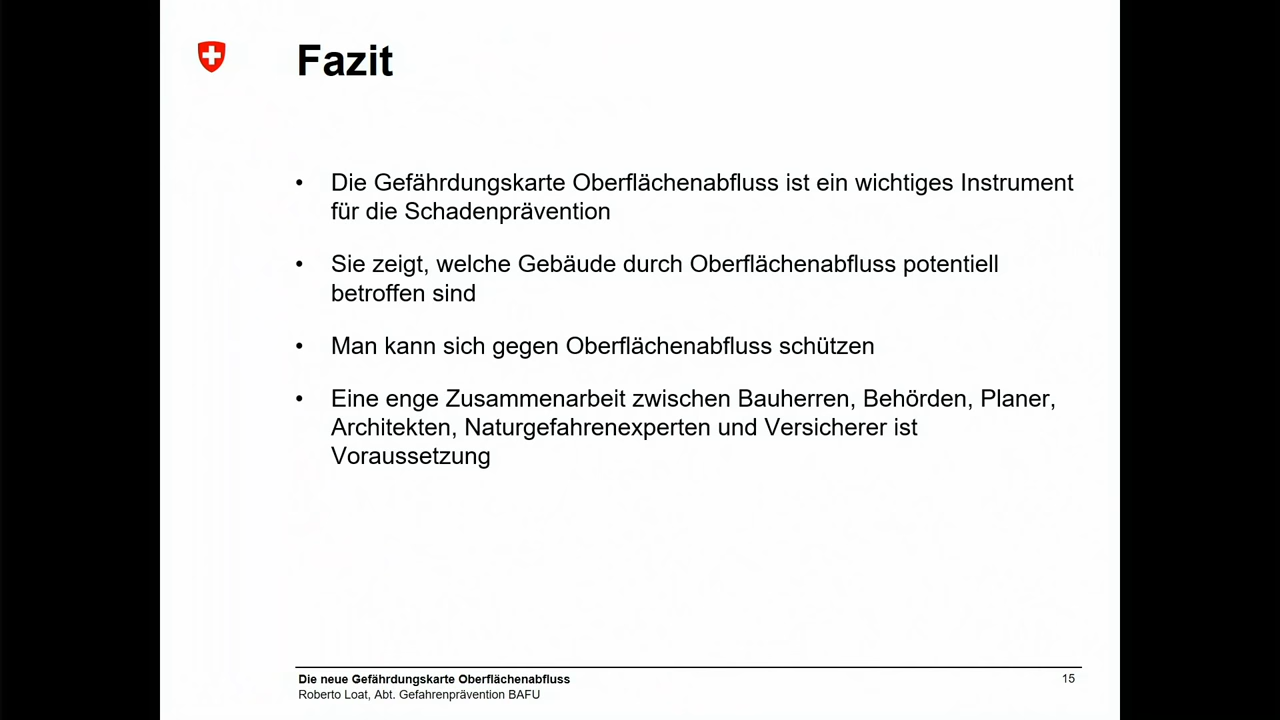 Fazit
• Die Gefährdungskarte Oberflächenabfluss ist ein wichtiges Instrument
für die Schadenprävention
• Sie zeigt, welche Gebäude durch Oberflächenabfluss potentiell
betroffen sind
• Man kann sich gegen Oberflächenabfluss schützen
• Eine enge Zusammenarbeit zwischen Bauherren, Behörden, Planer,
Architekten, Naturgefahrenexperten und Versicherer ist
Voraussetzung
Die neue Gefährdungskarte Oberflächenabfluss
Roberto Loat, Abt. Gefahrenprävention BAFU
15